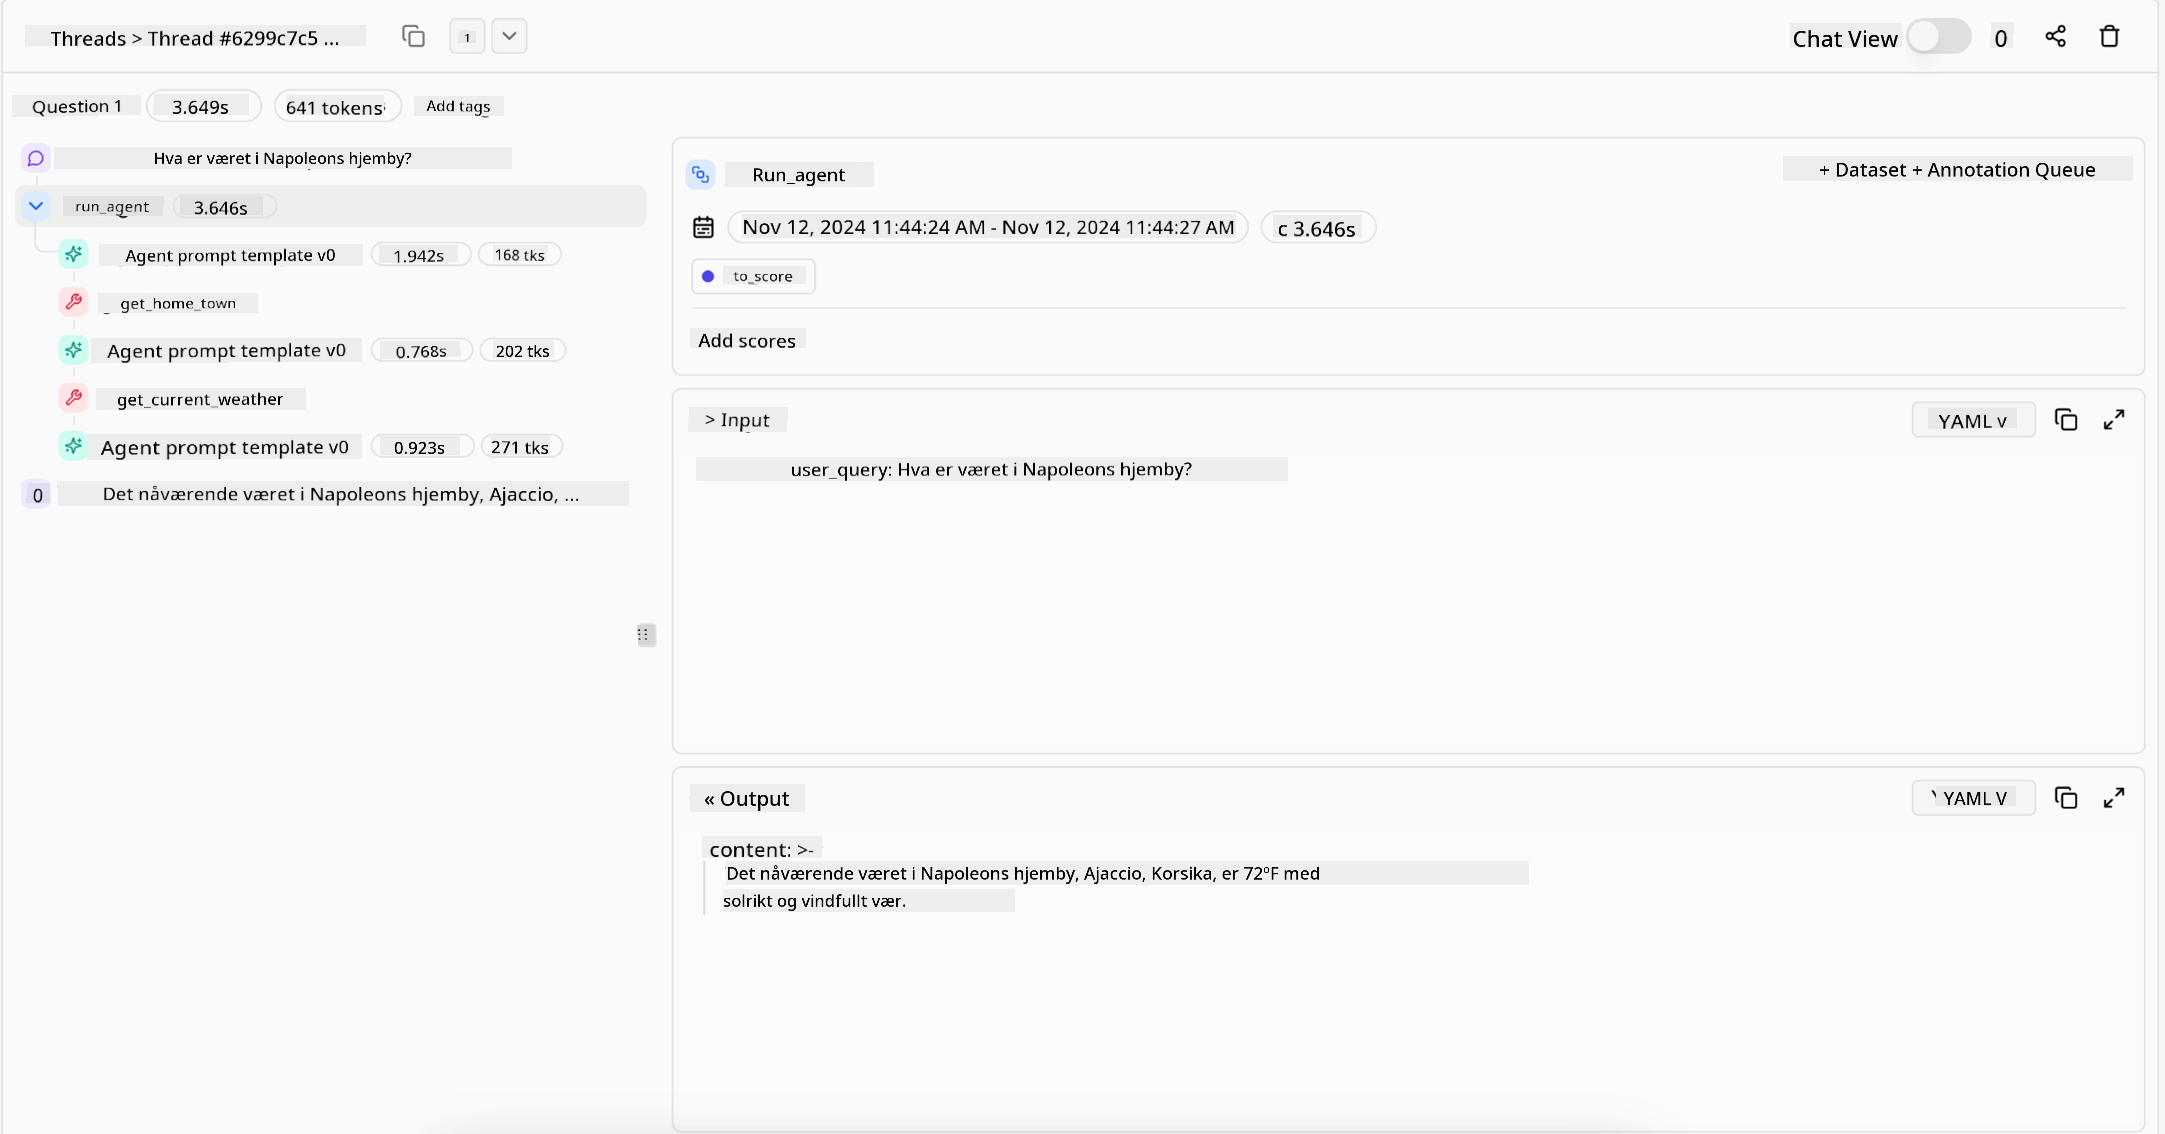 Threads > Thread #6299c7c5 ...
1
Chat View
0
Question 1
3.649s
641 tokens
Add tags
Hva er været i Napoleons hjemby?
run_agent
3.646s
Agent prompt template v0
1.942s
168 tks
get_home_town
Agent prompt template v0
0.768s
202 tks
get_current_weather
Agent prompt template v0
0.923s
271 tks
0
Det nåværende været i Napoleons hjemby, Ajaccio, ...
Run_agent
+ Dataset + Annotation Queue
Nov 12, 2024 11:44:24 AM - Nov 12, 2024 11:44:27 AM
c 3.646s
to_score
Add scores
> Input
YAML v
user_query: Hva er været i Napoleons hjemby?
« Output
YAML V
content: >-
Det nåværende været i Napoleons hjemby, Ajaccio, Korsika, er 72ºF med
solrikt og vindfullt vær.